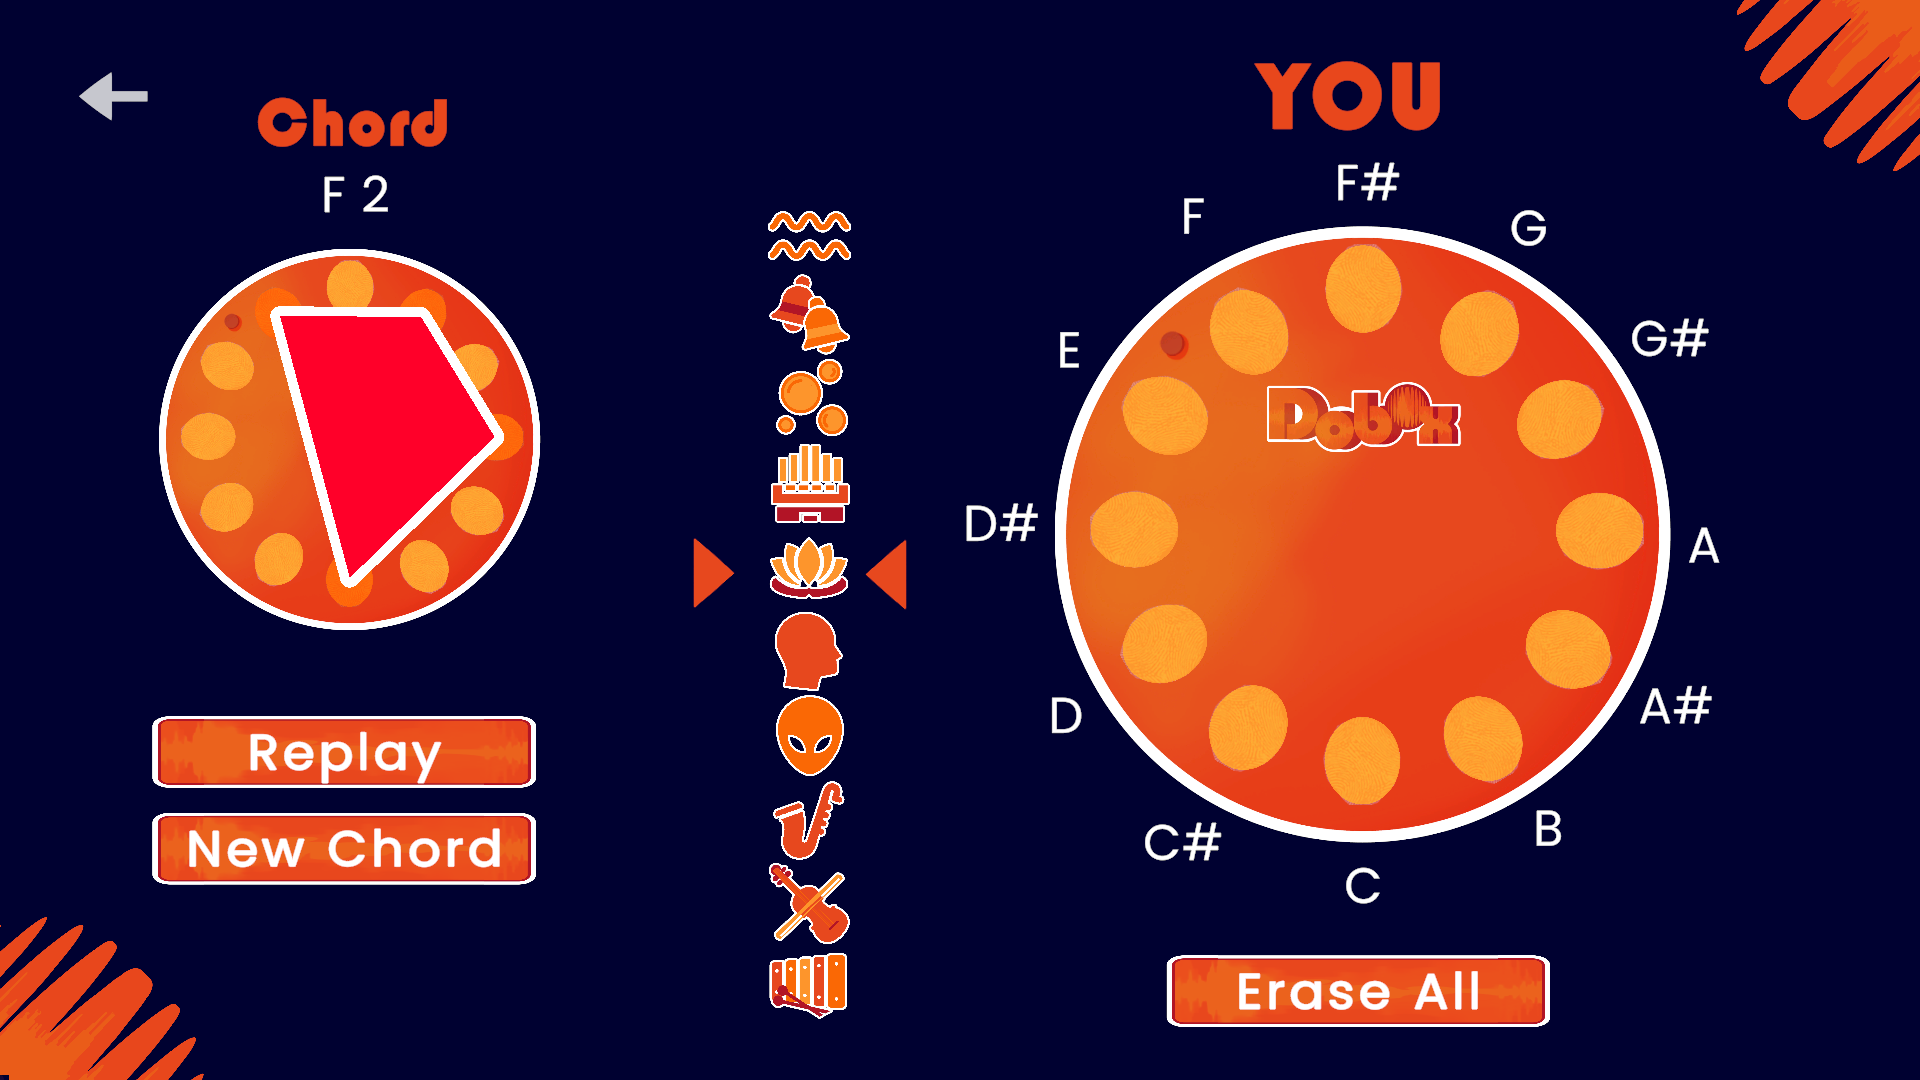 Chord
F 2
Replay
New Chord
YOU
F#
F
G
E
G#
Dobox
D#
A
D
A#
C#
B
C
Erase All